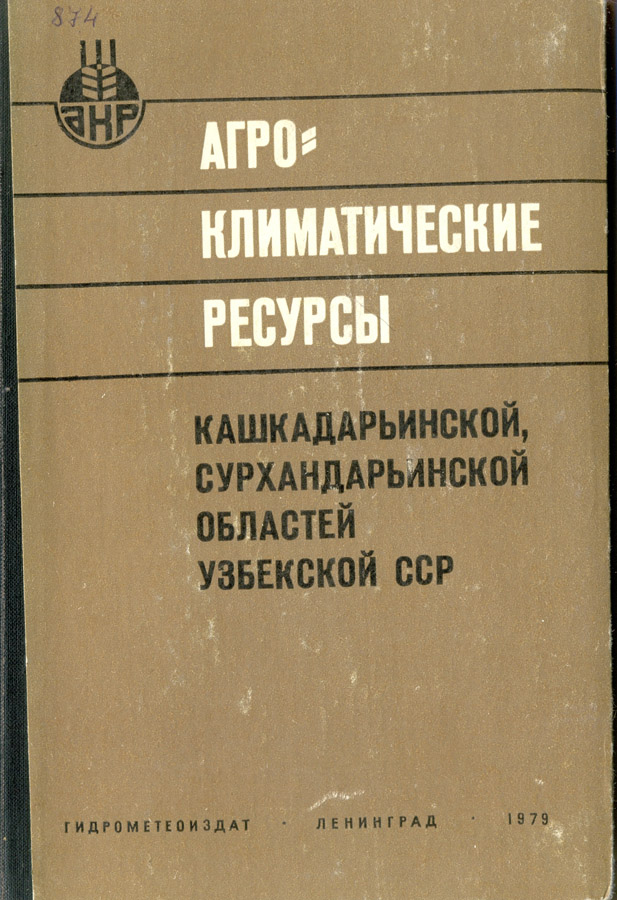 874
АКР
АГРО=
КЛИМАТИЧЕСКИЕ
РЕСУРСЫ
КАШКАДАРЬИНСКОЙ,
СУРХАНДАРЬИНСКОЙ
ОБЛАСТЕЙ
УЗБЕКСКОЙ ССР
ГИДРОМЕТЕОИЗДАТ · ЛЕНИНГРАД · 1979